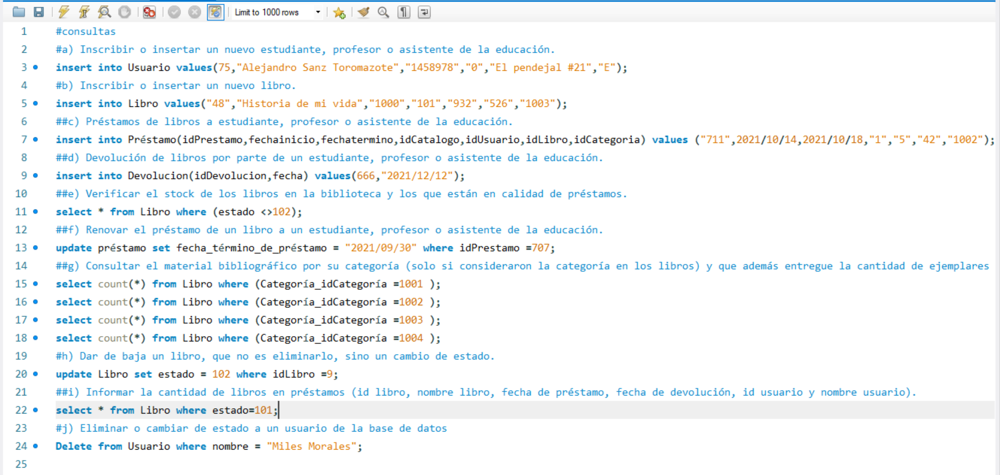 Limit to 1000 rows
1 #consultas
2 #a) Inscribir o insertar un nuevo estudiante, profesor o asistente de la educación.
3 insert into Usuario values(75,"Alejandro Sanz Toromazote","1458978","0","El pendejal #21","E");
4 #b) Inscribir o insertar un nuevo libro.
5 insert into Libro values("48","Historia de mi vida","1000","101","932","526","1003");
6 ##c) Préstamos de libros a estudiante, profesor o asistente de la educación.
7 insert into Préstamo(idPrestamo,fechainicio,fechatermino,idCatalogo,idUsuario,idLibro,idCategoria) values ("711",2021/10/14,2021/10/18,"1","5","42","1002");
8 ##d) Devolución de libros por parte de un estudiante, profesor o asistente de la educación.
9 insert into Devolucion(idDevolucion,fecha) values(666,"2021/12/12");
10 ##e) Verificar el stock de los libros en la biblioteca y los que están en calidad de préstamos.
11 select * from Libro where (estado <>102);
12 ##f) Renovar el préstamo de un libro a un estudiante, profesor o asistente de la educación.
13 update préstamo set fecha_término_de_préstamo = "2021/09/30" where idPrestamo =707;
14 ##g) Consultar el material bibliográfico por su categoría (solo si consideraron la categoría en los libros) y que además entregue la cantidad de ejemplares
15 select count(*) from Libro where (Categoría_idCategoría =1001 );
16 select count(*) from Libro where (Categoría_idCategoría =1002 );
17 select count(*) from Libro where (Categoría_idCategoría =1003 );
18 select count(*) from Libro where (Categoría_idCategoría =1004 );
19 #h) Dar de baja un libro, que no es eliminarlo, sino un cambio de estado.
20 update Libro set estado = 102 where idLibro =9;
21 ##i) Informar la cantidad de libros en préstamos (id libro, nombre libro, fecha de préstamo, fecha de devolución, id usuario y nombre usuario).
22 select * from Libro where estado=101;
23 #j) Eliminar o cambiar de estado a un usuario de la base de datos
24 Delete from Usuario where nombre = "Miles Morales";
25